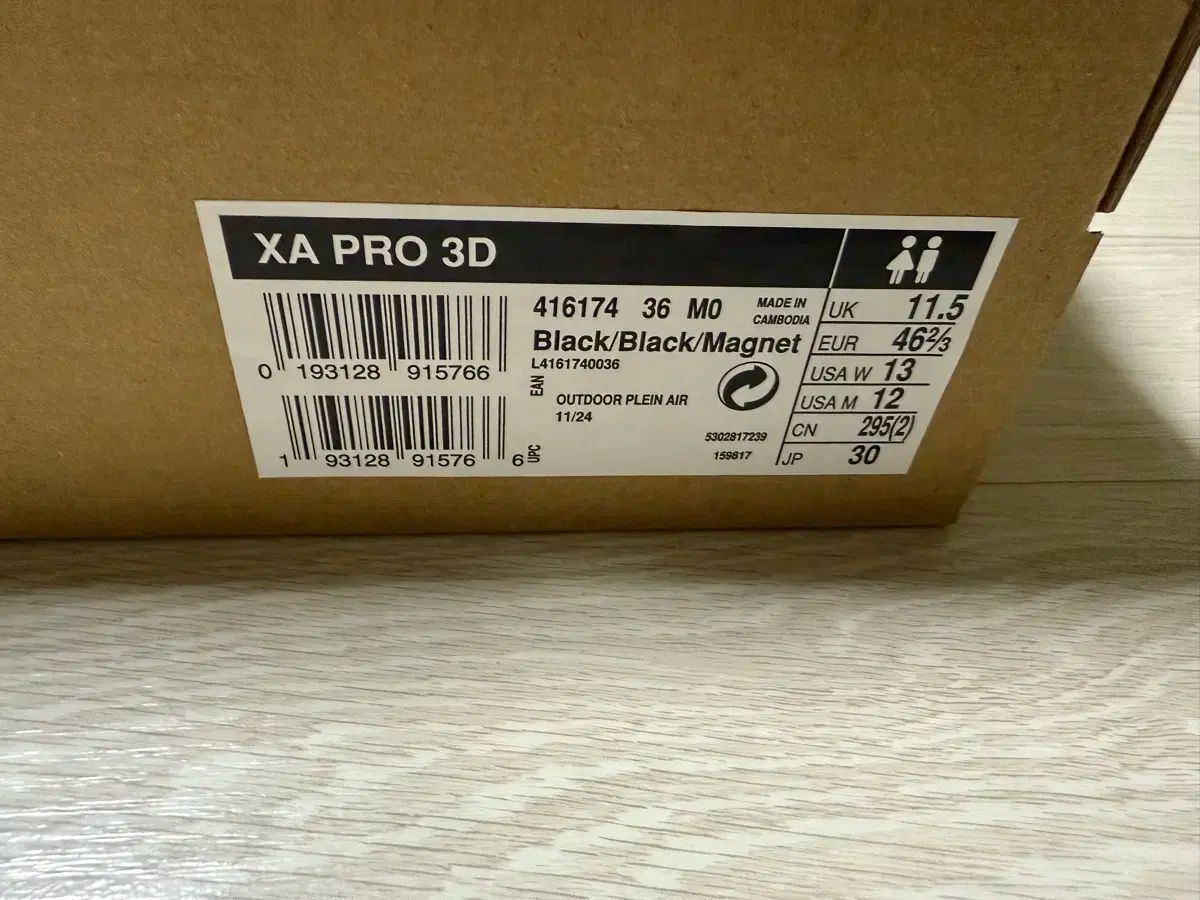 XA PRO 3D
416174 36 M0
MADE IN
CAMBODIA
Black/Black/Magnet
L4161740036
0 193128 915766
EAN
OUTDOOR PLEIN AIR
11/24
1 93128 91576 6
UPC
5302817239
159817
UK 11.5
EUR 46⅔
USA W 13
USA M 12
CN 295(2)
JP 30